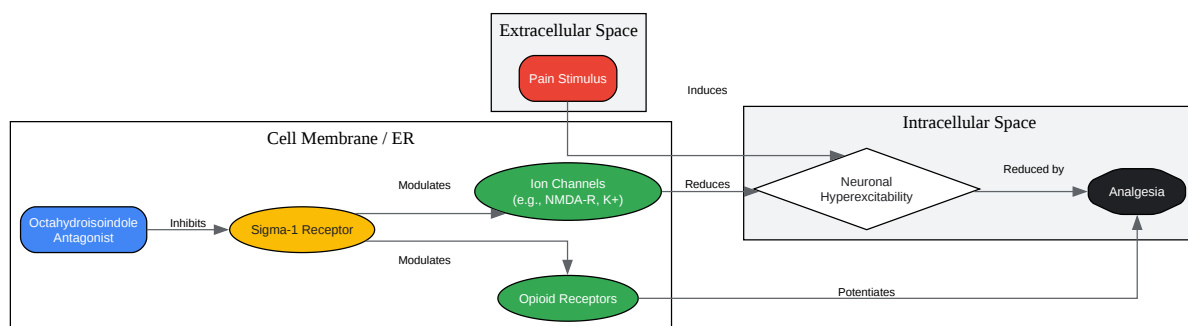 Extracellular Space
Pain Stimulus
Induces
Cell Membrane / ER
Intracellular Space
Modulates
Ion Channels
(e.g., NMDA-R, K+)
Reduces
Neuronal
Hyperexcitability
Reduced by
Analgesia
Octahydroisoindole
Antagonist
Inhibits
Sigma-1 Receptor
Modulates
Opioid Receptors
Potentiates